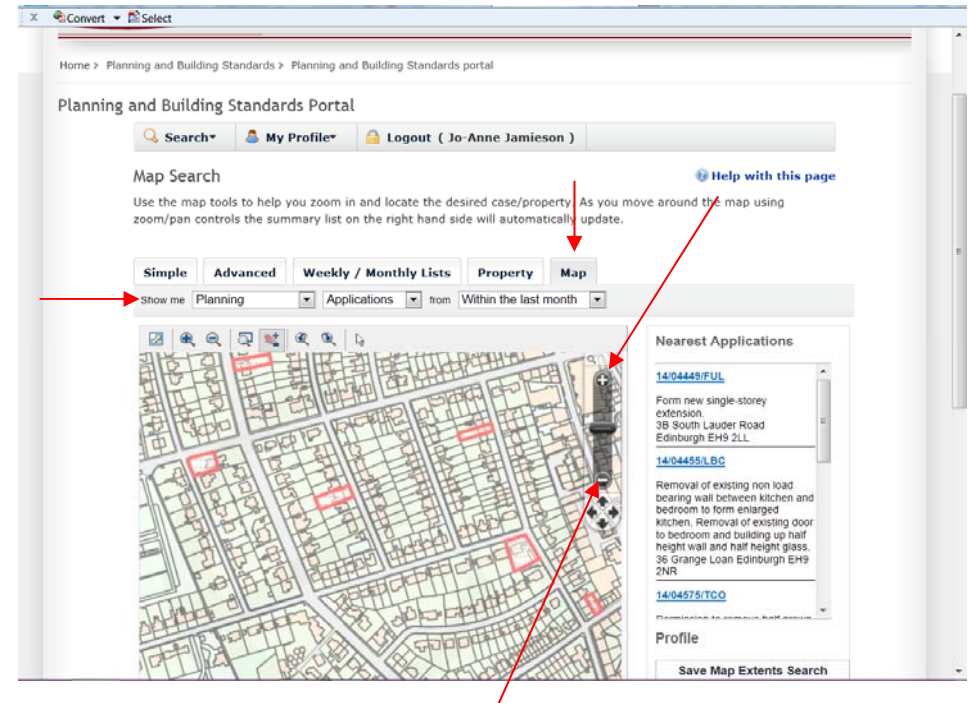 x Convert Select
Home > Planning and Building Standards > Planning and Building Standards portal
Planning and Building Standards Portal
Search My Profile Logout ( Jo-Anne Jamieson )
Map Search
Help with this page
Use the map tools to help you zoom in and locate the desired case/property. As you move around the map using
zoom/pan controls the summary list on the right hand side will automatically update.
Simple Advanced Weekly / Monthly Lists Property Map
Show me Planning Applications from Within the last month
Nearest Applications
14/04449/FUL
Form new single-storey
extension.
3B South Lauder Road
Edinburgh EH9 2LL
14/04455/LBC
Removal of existing non load
bearing wall between kitchen and
bedroom to form enlarged
kitchen. Removal of existing door
to bedroom and building up half
height wall and half height glass.
36 Grange Loan Edinburgh EH9
2NR
14/04575/TCO
Permission to remove half grown
Profile
Save Map Extents Search